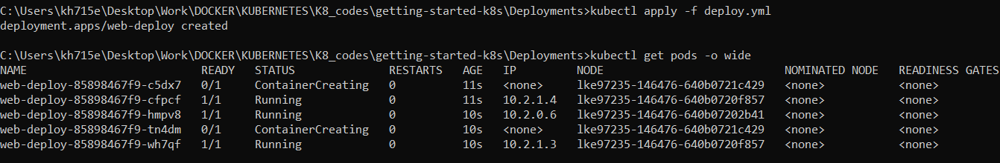 C:\Users\kh715e\Desktop\Work\DOCKER\KUBERNETES\K8_codes\getting-started-k8s\Deployments>kubectl apply -f deploy.yml
deployment.apps/web-deploy created
C:\Users\kh715e\Desktop\Work\DOCKER\KUBERNETES\K8_codes\getting-started-k8s\Deployments>kubectl get pods -o wide
NAME READY STATUS RESTARTS AGE IP NODE NOMINATED NODE READINESS GATES
web-deploy-85898467f9-c5dx7 0/1 ContainerCreating 0 11s <none> lke97235-146476-640b0721c429 <none> <none>
web-deploy-85898467f9-cfpcf 1/1 Running 0 11s 10.2.1.4 lke97235-146476-640b0720f857 <none> <none>
web-deploy-85898467f9-hmpv8 1/1 Running 0 10s 10.2.0.6 lke97235-146476-640b07202b41 <none> <none>
web-deploy-85898467f9-tn4dm 0/1 ContainerCreating 0 10s <none> lke97235-146476-640b0721c429 <none> <none>
web-deploy-85898467f9-wh7qf 1/1 Running 0 10s 10.2.1.3 lke97235-146476-640b0720f857 <none> <none>